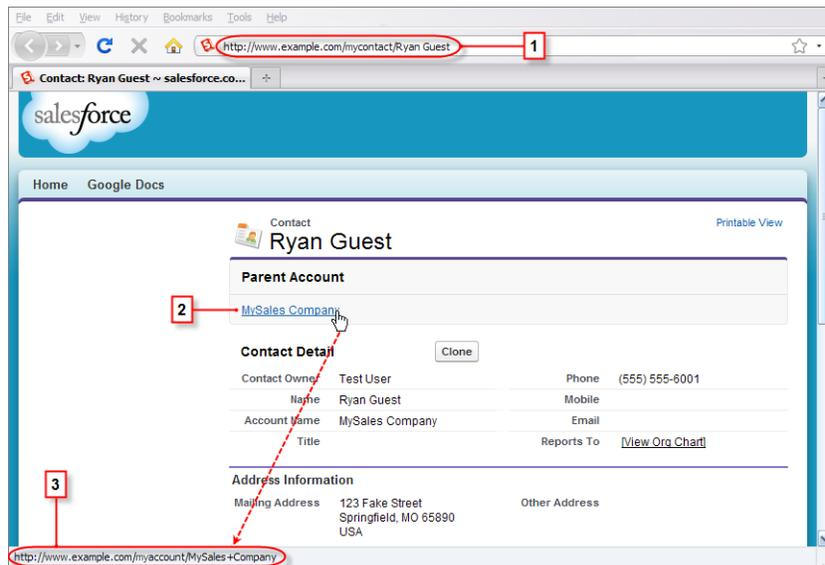 File Edit View History Bookmarks Tools Help
http://www.example.com/mycontact/Ryan Guest
1
Contact: Ryan Guest ~ salesforce.co...
salesforce
Home Google Docs
Contact
Ryan Guest
Printable View
Parent Account
2
MySales Company
Contact Detail
Clone
Contact Owner Test User Phone (555) 555-6001
Name Ryan Guest Mobile
Account Name MySales Company Email
Title Reports To [View Org Chart]
Address Information
3
Mailing Address 123 Fake Street Other Address
Springfield, MO 65890
USA
http://www.example.com/myaccount/MySales+Company